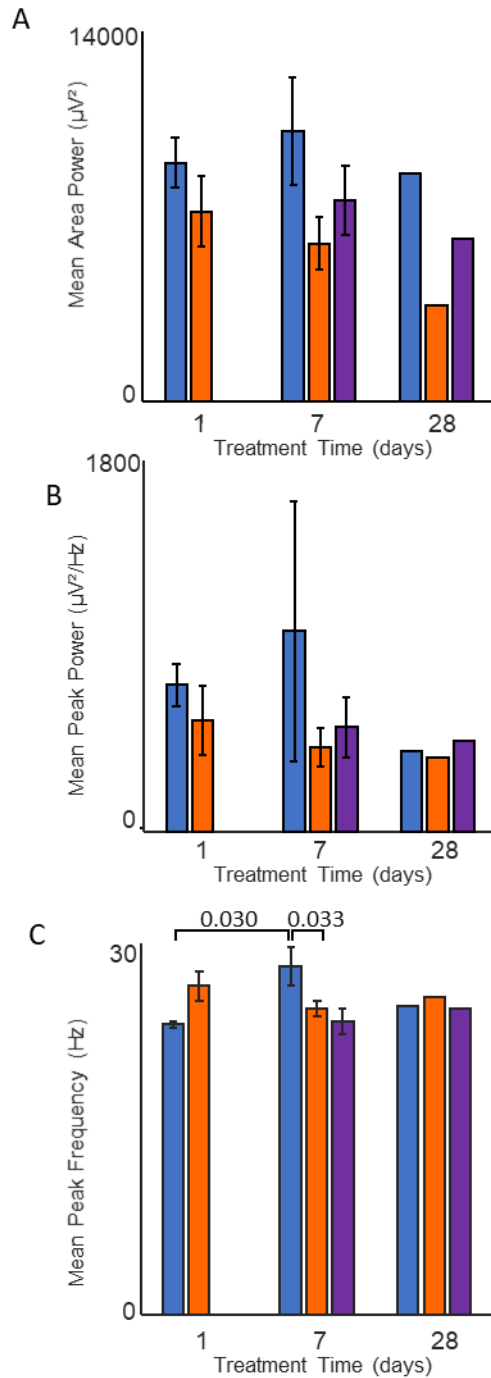 A
14000
Mean Area Power (µV²)
0
1
7
28
Treatment Time (days)
B
1800
Mean Peak Power (µV²/Hz)
0
1
7
28
Treatment Time (days)
C
0.030
0.033
30
Mean Peak Frequency (Hz)
0
1
7
28
Treatment Time (days)